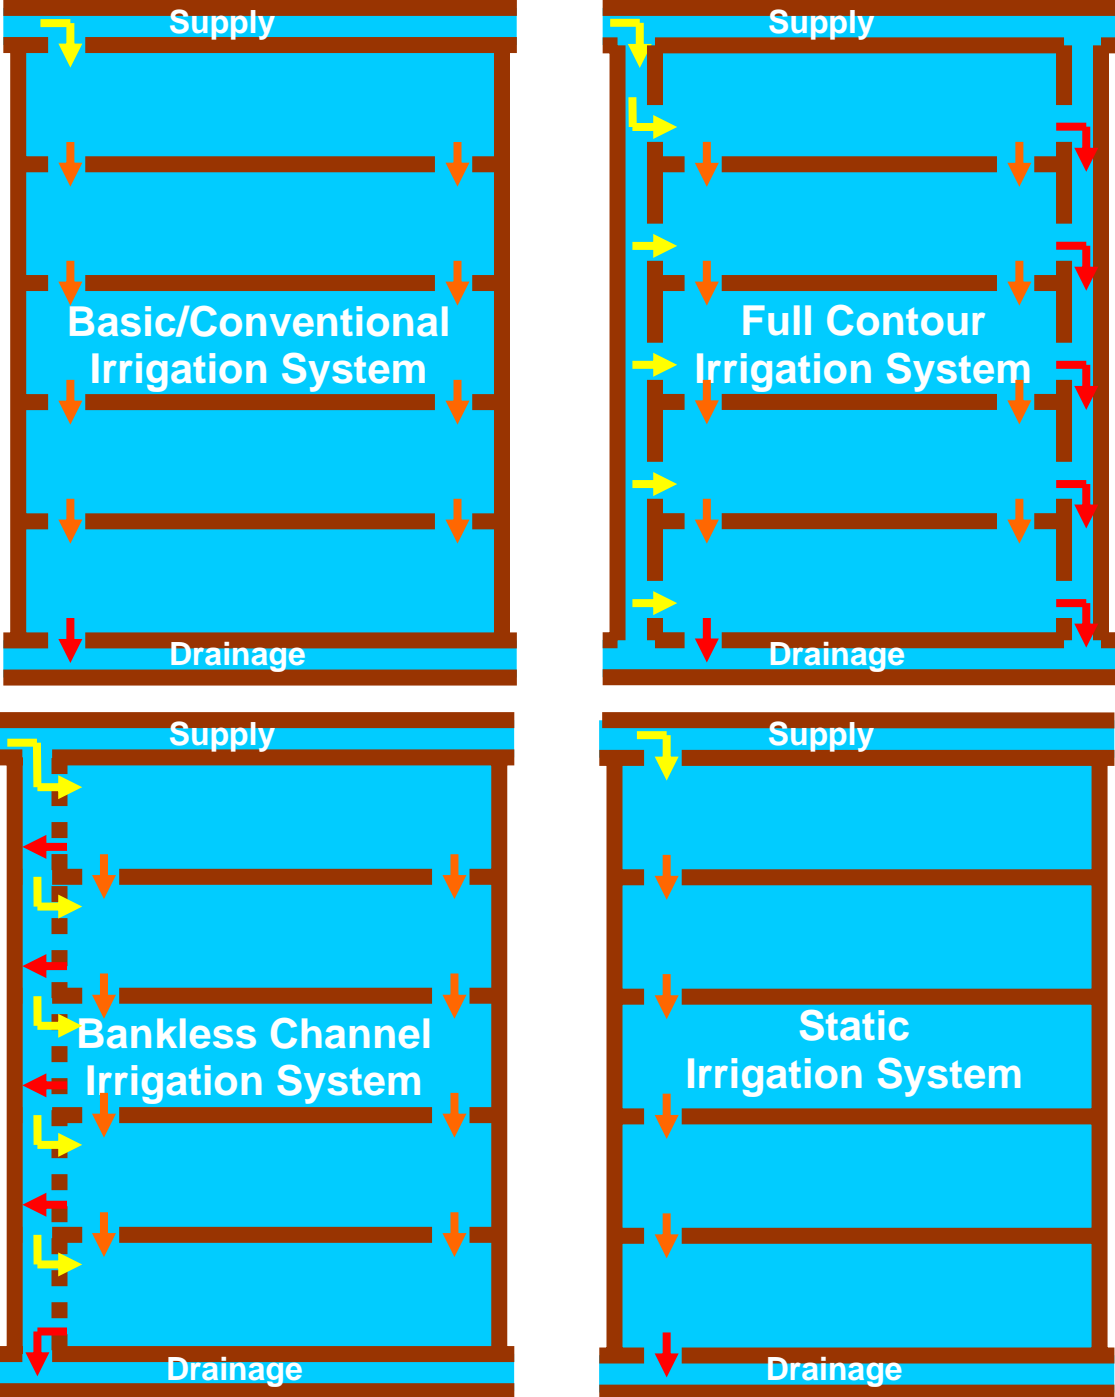 Supply
Basic/Conventional
Irrigation System
Drainage
Supply
Full Contour
Irrigation System
Drainage
Supply
Bankless Channel
Irrigation System
Drainage
Supply
Static
Irrigation System
Drainage